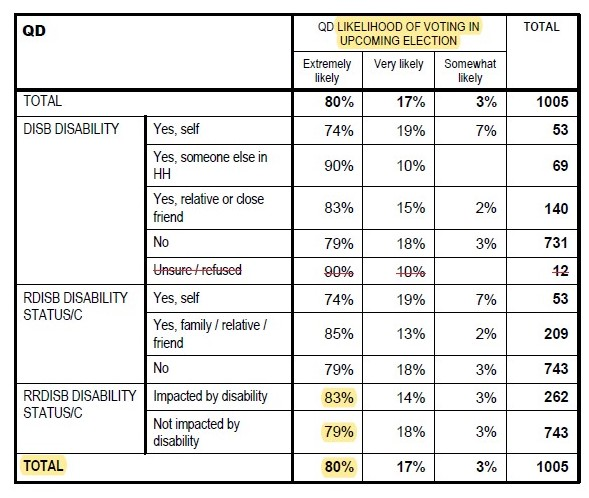 QD
QD LIKELIHOOD OF VOTING IN
UPCOMING ELECTION
TOTAL
Extremely
likely
Very likely
Somewhat
likely
TOTAL 80% 17% 3% 1005
DISB DISABILITY Yes, self 74% 19% 7% 53
Yes, someone else in
HH 90% 10% 69
Yes, relative or close
friend 83% 15% 2% 140
No 79% 18% 3% 731
Unsure / refused 90% 10% 12
RDISB DISABILITY
STATUS/C
Yes, self 74% 19% 7% 53
Yes, family / relative /
friend 85% 13% 2% 209
No 79% 18% 3% 743
RRDISB DISABILITY
STATUS/C
Impacted by disability 83% 14% 3% 262
Not impacted by
disability 79% 18% 3% 743
TOTAL 80% 17% 3% 1005